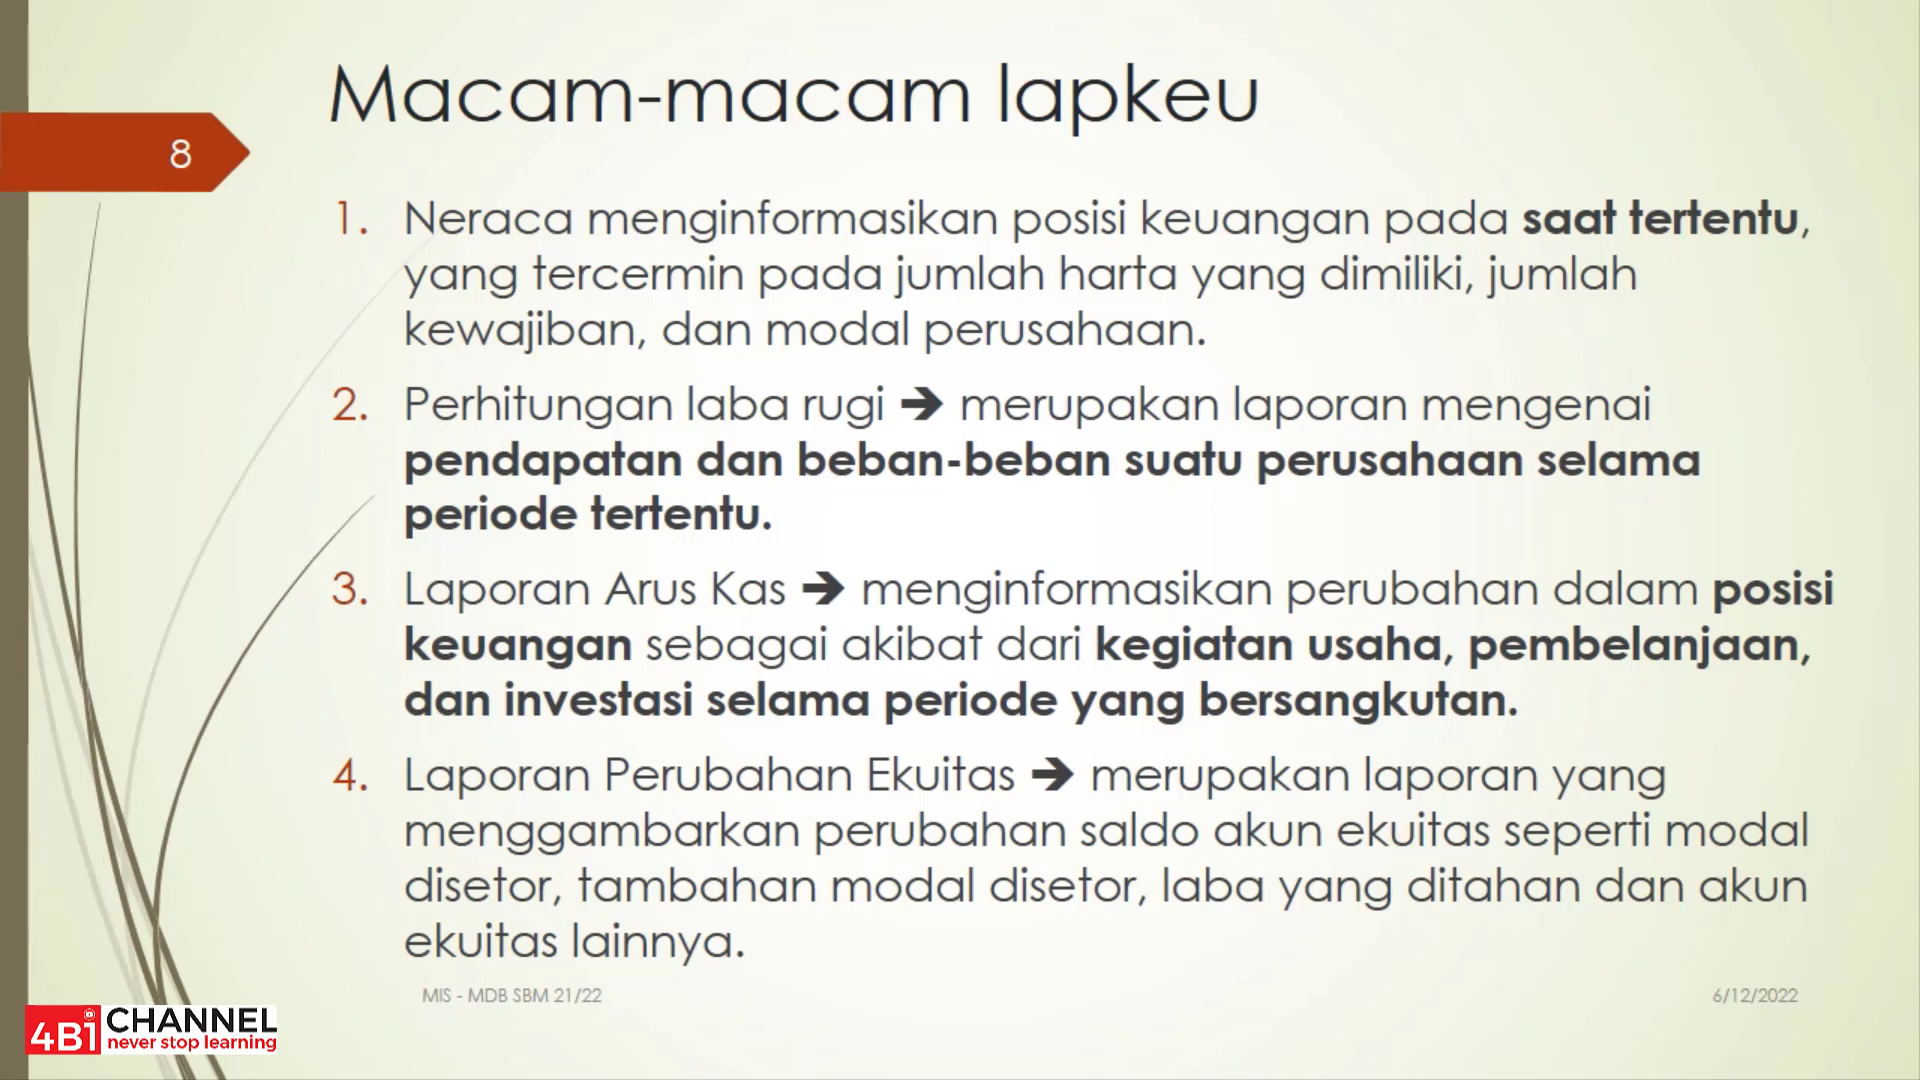 Macam-macam lapkeu
8
1. Neraca menginformasikan posisi keuangan pada saat tertentu,
yang tercermin pada jumlah harta yang dimiliki, jumlah
kewajiban, dan modal perusahaan.
2. Perhitungan laba rugi ➔ merupakan laporan mengenai
pendapatan dan beban-beban suatu perusahaan selama
periode tertentu.
3. Laporan Arus Kas ➔ menginformasikan perubahan dalam posisi
keuangan sebagai akibat dari kegiatan usaha, pembelanjaan,
dan investasi selama periode yang bersangkutan.
4. Laporan Perubahan Ekuitas ➔ merupakan laporan yang
menggambarkan perubahan saldo akun ekuitas seperti modal
disetor, tambahan modal disetor, laba yang ditahan dan akun
ekuitas lainnya.
MIS - MDB SBM 21/22
6/12/2022
4Bi CHANNEL
never stop learning